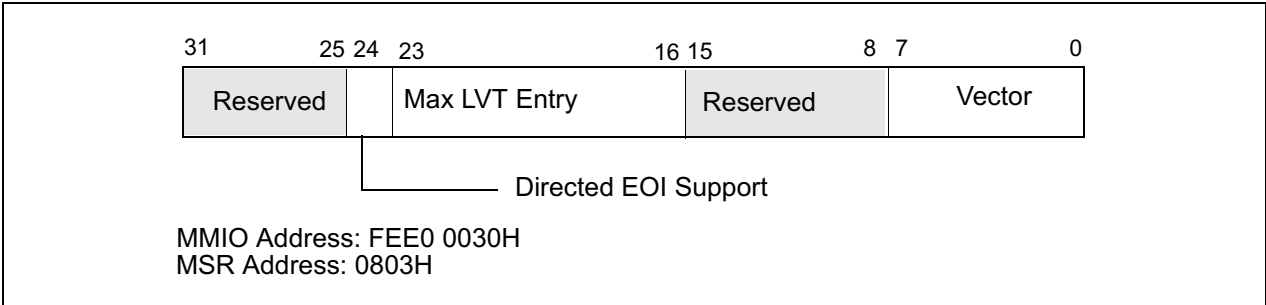 31 25 24 23 16 15 8 7 0
Reserved Max LVT Entry Reserved Vector
Directed EOI Support
MMIO Address: FEE0 0030H
MSR Address: 0803H